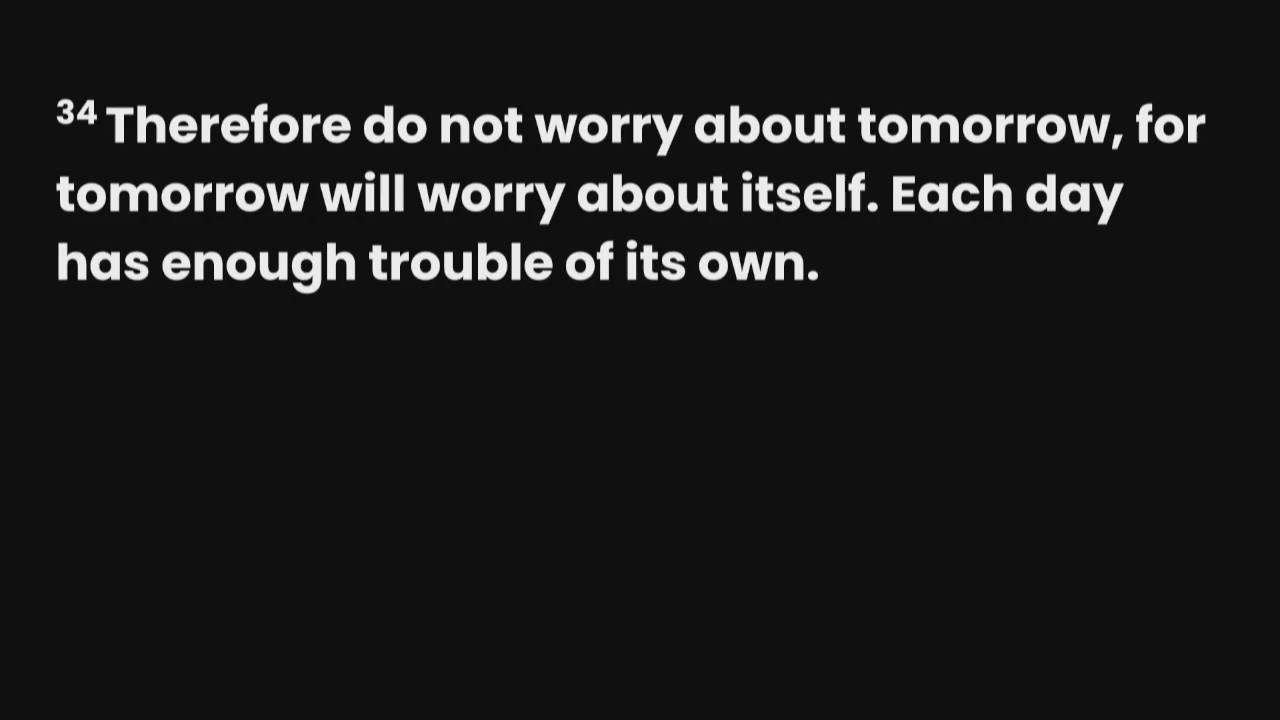 34 Therefore do not worry about tomorrow, for
tomorrow will worry about itself. Each day
has enough trouble of its own.